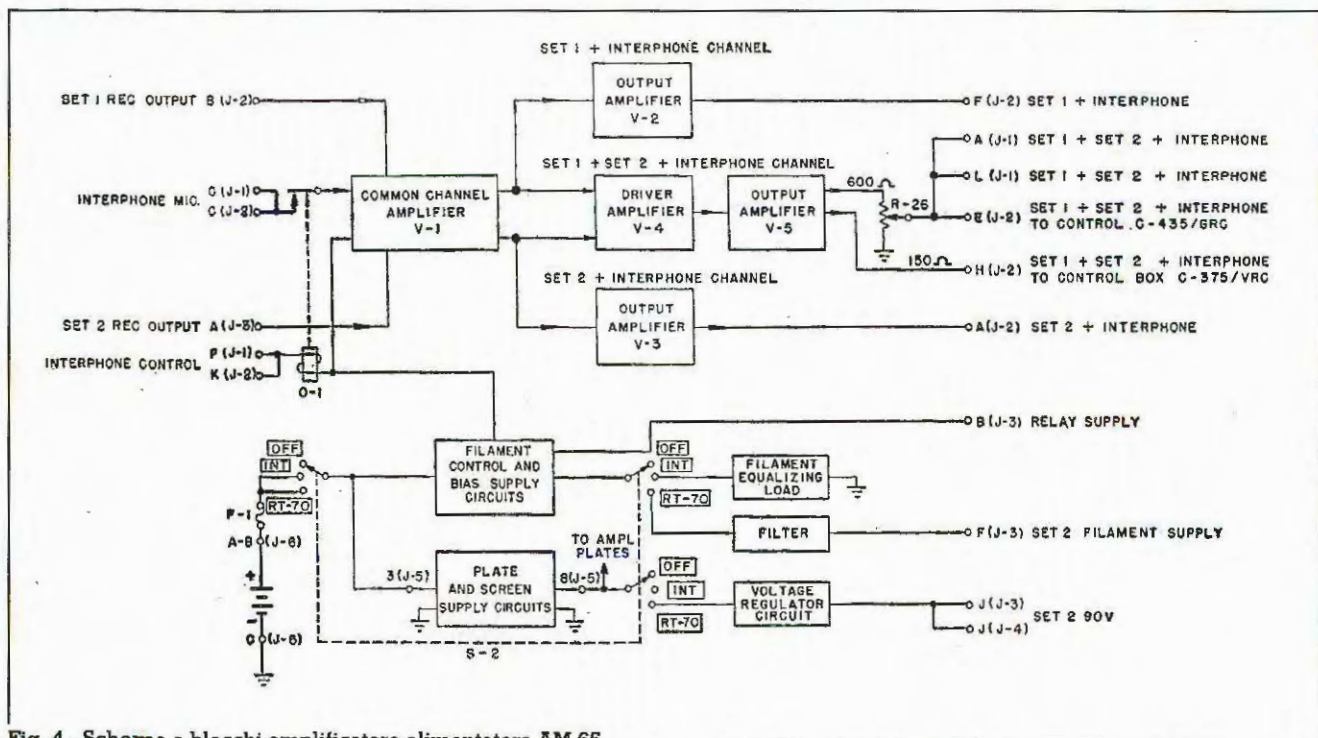 SET 1 + INTERPHONE CHANNEL
OUTPUT
AMPLIFIER
V-2
SET 1 REC OUTPUT B (J-2)
F (J-2) SET 1 + INTERPHONE
A (J-1) SET 1 + SET 2 + INTERPHONE
SET 1 + SET 2 + INTERPHONE CHANNEL
L (J-1) SET 1 + SET 2 + INTERPHONE
INTERPHONE MIC.
C (J-1)
C (J-2)
COMMON CHANNEL
AMPLIFIER
V-1
DRIVER
AMPLIFIER
V-4
OUTPUT
AMPLIFIER
V-5
600 Ω
R-26
E (J-2) SET 1 + SET 2 + INTERPHONE
TO CONTROL C-435/GRC
150 Ω
H (J-2) SET 1 + SET 2 + INTERPHONE
TO CONTROL BOX C-375/VRC
SET 2 + INTERPHONE CHANNEL
OUTPUT
AMPLIFIER
V-3
SET 2 REC OUTPUT A (J-3)
A (J-2) SET 2 + INTERPHONE
INTERPHONE CONTROL
P (J-1)
K (J-2)
O-1
B (J-3) RELAY SUPPLY
OFF
INT
RT-70
FILAMENT
CONTROL AND
BIAS SUPPLY
CIRCUITS
OFF
INT
RT-70
FILAMENT
EQUALIZING
LOAD
FILTER
F (J-3) SET 2 FILAMENT SUPPLY
F-1
A-B (J-6)
+
-
C (J-6)
3 (J-5)
PLATE
AND SCREEN
SUPPLY CIRCUITS
8 (J-5)
TO AMPL
PLATES
OFF
INT
RT-70
VOLTAGE
REGULATOR
CIRCUIT
J (J-3)
J (J-4)
SET 2 90V
S-2
Fig. 4 - Schema a blocchi amplificatore alimentatore AM 65.